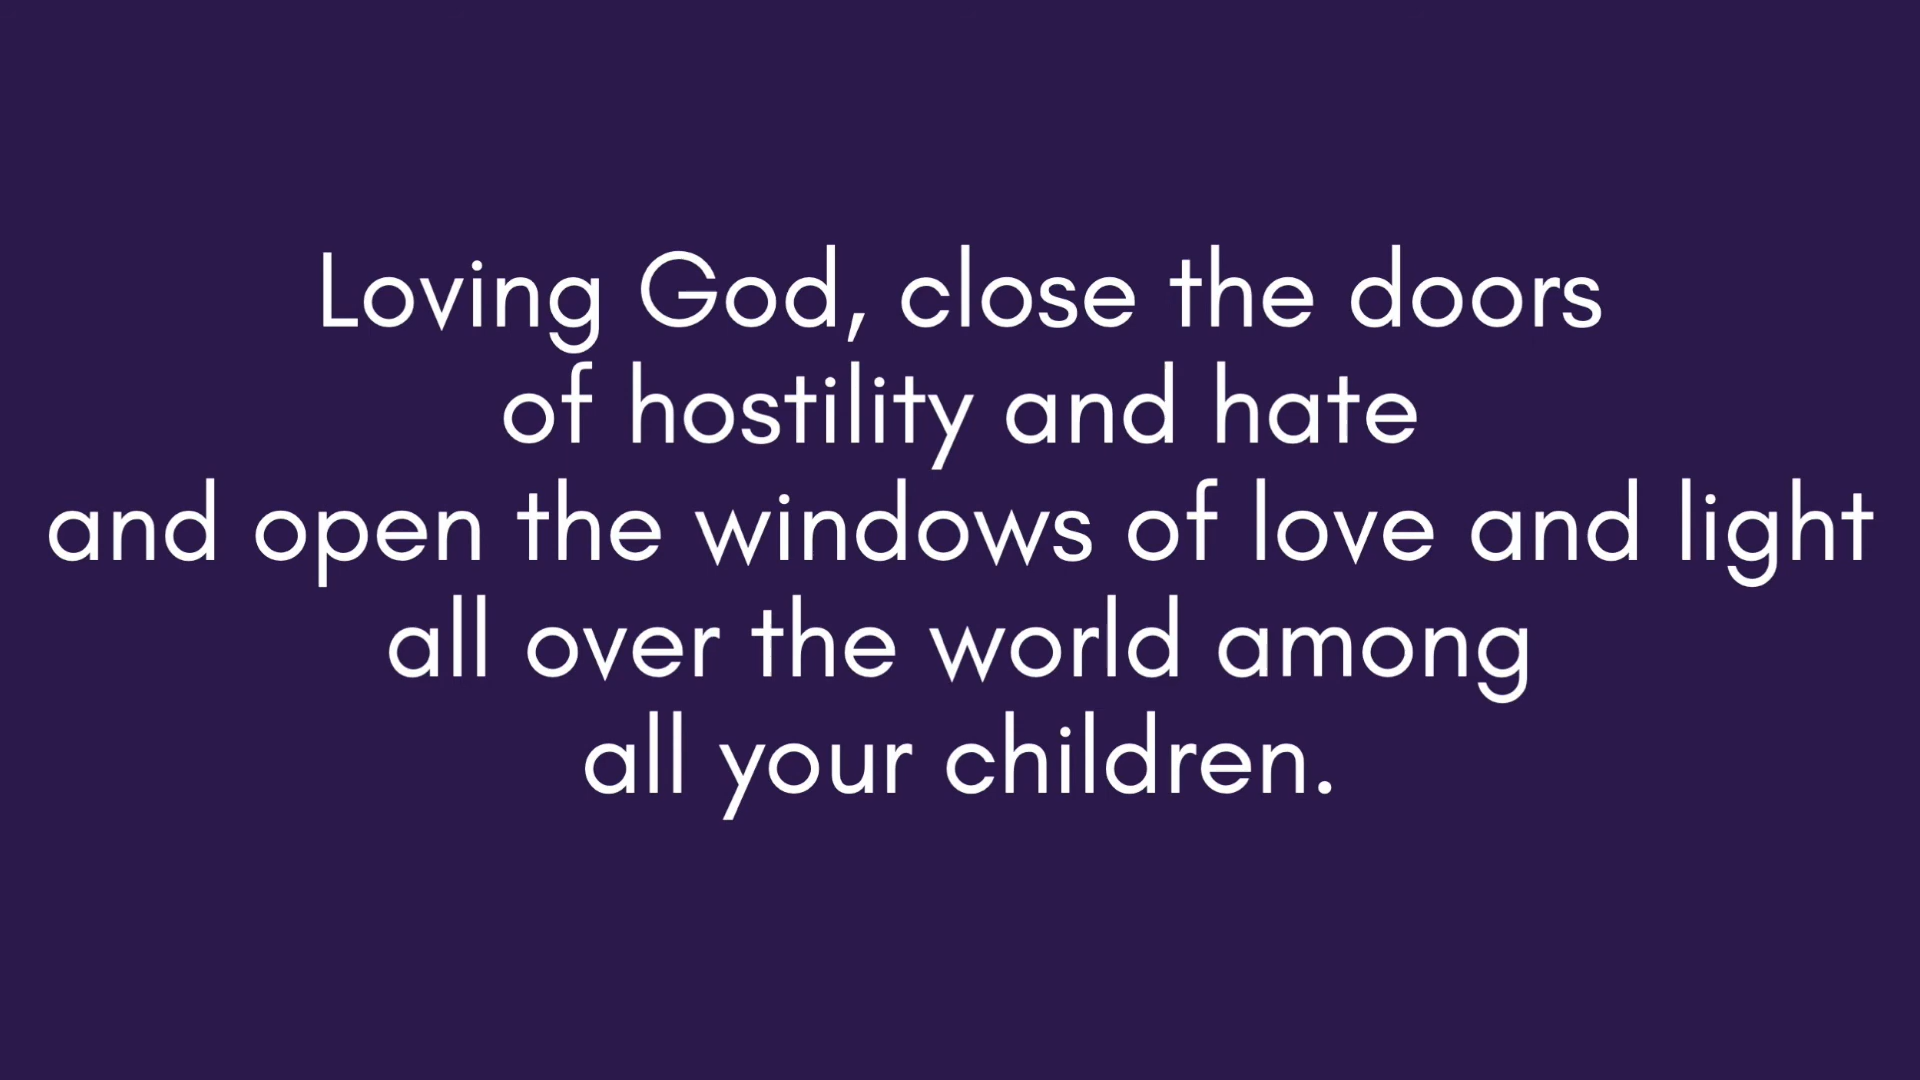 Loving God, close the doors
of hostility and hate
and open the windows of love and light
all over the world among
all your children.